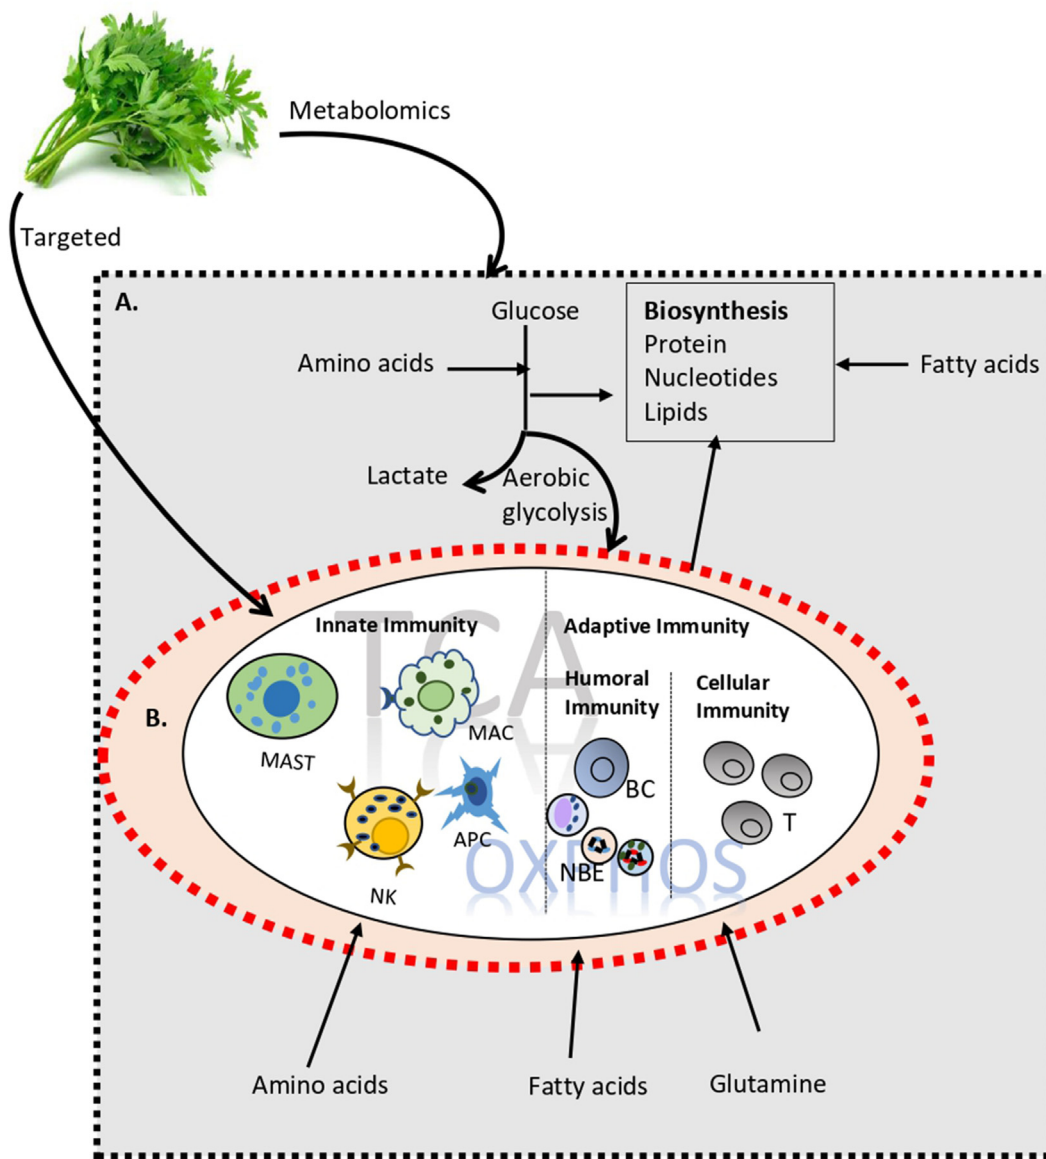 Metabolomics
Targeted
A.
Glucose
Biosynthesis
Protein
Nucleotides
Lipids
Amino acids
Fatty acids
Lactate
Aerobic
glycolysis
TCA
Innate Immunity
Adaptive Immunity
Humoral
Immunity
Cellular
Immunity
B.
MAST
MAC
BC
APC
T
NK
NBE
OXPHOS
Amino acids
Fatty acids
Glutamine